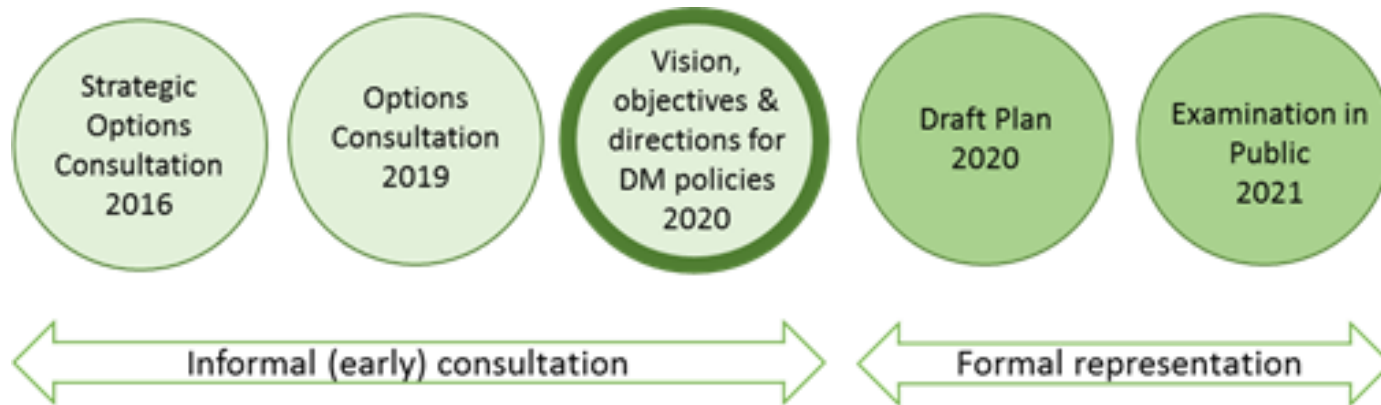 Strategic
Options
Consultation
2016
Options
Consultation
2019
Vision,
objectives &
directions for
DM policies
2020
Draft Plan
2020
Examination in
Public
2021
Informal (early) consultation
Formal representation